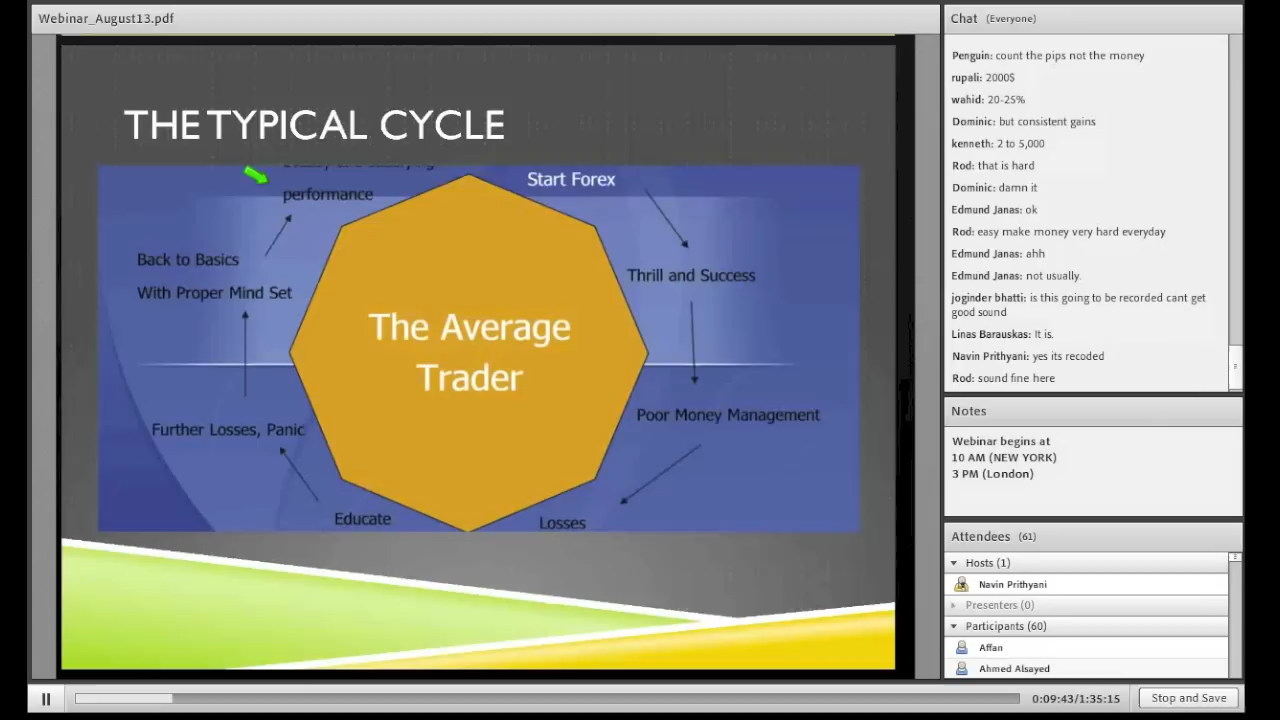 Webinar_August13.pdf
THE TYPICAL CYCLE
performance
Start Forex
Back to Basics
With Proper Mind Set
Thrill and Success
The Average
Trader
Poor Money Management
Further Losses, Panic
Educate
Losses
Chat (Everyone)
Penguin: count the pips not the money
rupali: 2000$
wahid: 20-25%
Dominic: but consistent gains
kenneth: 2 to 5,000
Rod: that is hard
Dominic: damn it
Edmund Janas: ok
Rod: easy make money very hard everyday
Edmund Janas: ahh
Edmund Janas: not usually.
joginder bhatti: is this going to be recorded cant get
good sound
Linas Barauskas: It is.
Navin Prithyani: yes its recoded
Rod: sound fine here
Notes
Webinar begins at
10 AM (NEW YORK)
3 PM (London)
Attendees (61)
Hosts (1)
Navin Prithyani
Presenters (0)
Participants (60)
Affan
Ahmed Alsayed
0:09:43/1:35:15
Stop and Save